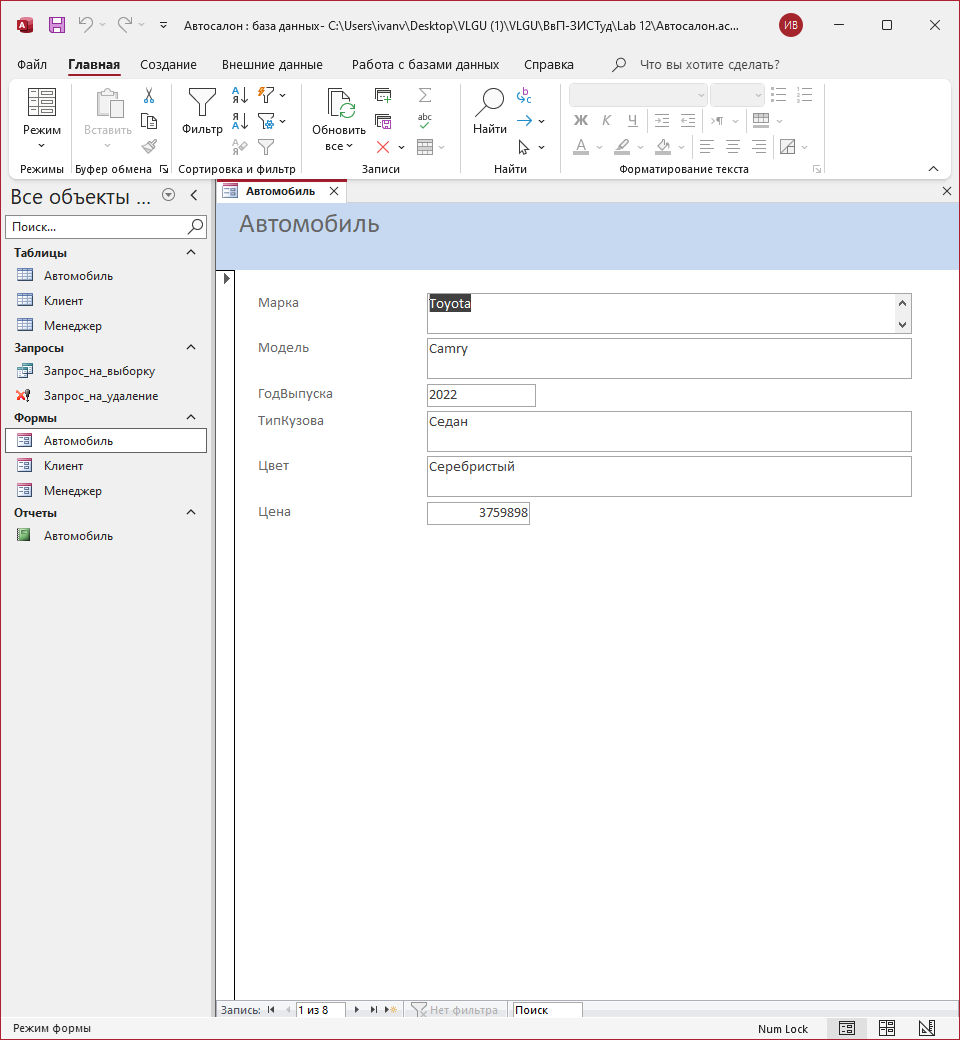 Автосалон : база данных- C:\Users\ivanv\Desktop\VLGU (1)\VLGU\ВвП-ЗИСТуд\Lab 12\Автосалон.ac...
ИВ
Файл Главная Создание Внешние данные Работа с базами данных Справка Что вы хотите сделать?
Режим
Вставить
Фильтр
Обновить все
Найти
Ж К Ч
Режимы Буфер обмена Сортировка и фильтр Записи Найти Форматирование текста
Все объекты ...
Поиск...
Таблицы
Автомобиль
Клиент
Менеджер
Запросы
Запрос_на_выборку
Запрос_на_удаление
Формы
Автомобиль
Клиент
Менеджер
Отчеты
Автомобиль
Автомобиль
Автомобиль
Марка Toyota
Модель Camry
ГодВыпуска 2022
ТипКузова Седан
Цвет Серебристый
Цена 3759898
Запись: 1 из 8 Нет фильтра Поиск
Режим формы Num Lock